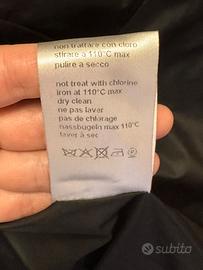 non trattare con cloro
stirare a 110°C max
pulire a secco
not treat with chlorine
iron at 110°C max
dry clean
ne pas laver
pas de chlorage
nassbugeln max 110°C
laver à sec
subito